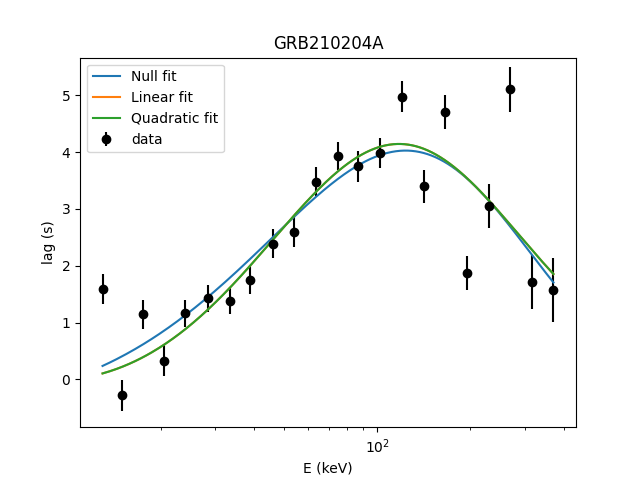 GRB210204A
Null fit
Linear fit
Quadratic fit
data
lag (s)
5
4
3
2
1
0
10²
E (keV)